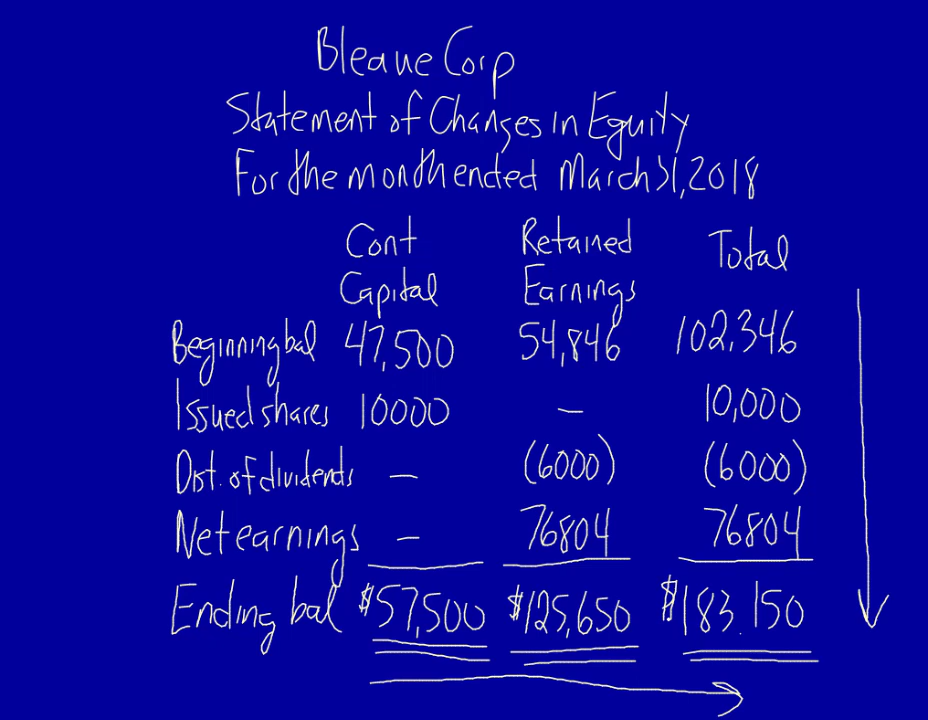 Bleaue Corp
Statement of Changes in Equity
For the month ended March 31, 2018
Cont Capital Retained Earnings Total
Beginning bal 47,500 54,846 102,346
Issued shares 10000 — 10,000
Dist. of dividends — (6000) (6000)
Net earnings — 76804 76804
Ending bal $57,500 $125,650 $183.150